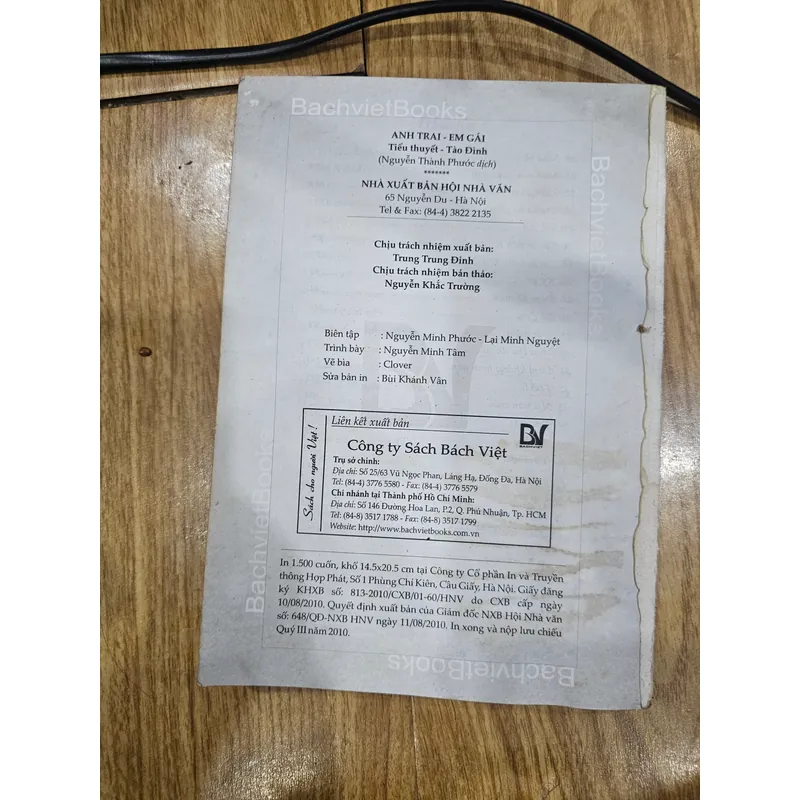 BachvietBooks
ANH TRAI - EM GÁI
Tiểu thuyết - Tào Đình
(Nguyễn Thành Phước dịch)
*******
NHÀ XUẤT BẢN HỘI NHÀ VĂN
65 Nguyễn Du - Hà Nội
Tel & Fax: (84-4) 3822 2135
BachvietBooks
Chịu trách nhiệm xuất bản:
Trung Trung Đỉnh
Chịu trách nhiệm bản thảo:
Nguyễn Khắc Trường
BV
Biên tập : Nguyễn Minh Phước - Lại Minh Nguyệt
Trình bày : Nguyễn Minh Tâm
Vẽ bìa : Clover
Sửa bản in : Bùi Khánh Vân
Sách cho người Việt!
Liên kết xuất bản
BV
BACHVIET
Công ty Sách Bách Việt
Trụ sở chính:
Địa chỉ: Số 25/63 Vũ Ngọc Phan, Láng Hạ, Đống Đa, Hà Nội
Tel: (84-4) 3776 5580 - Fax: (84-4) 3776 5579
Chi nhánh tại Thành phố Hồ Chí Minh:
Địa chỉ: Số 146 Đường Hoa Lan, P.2, Q. Phú Nhuận, Tp. HCM
Tel: (84-8) 3517 1788 - Fax: (84-8) 3517 1799
Website: http://www.bachvietbooks.com.vn
BachvietBooks
In 1.500 cuốn, khổ 14.5x20.5 cm tại Công ty Cổ phần In và Truyền
thông Hợp Phát, Số 1 Phùng Chí Kiên, Cầu Giấy, Hà Nội. Giấy đăng
ký KHXB số: 813-2010/CXB/01-60/HNV do CXB cấp ngày
10/08/2010. Quyết định xuất bản của Giám đốc NXB Hội Nhà văn
số: 648/QĐ-NXB HNV ngày 11/08/2010. In xong và nộp lưu chiểu
Quý III năm 2010.
BachvietBooks